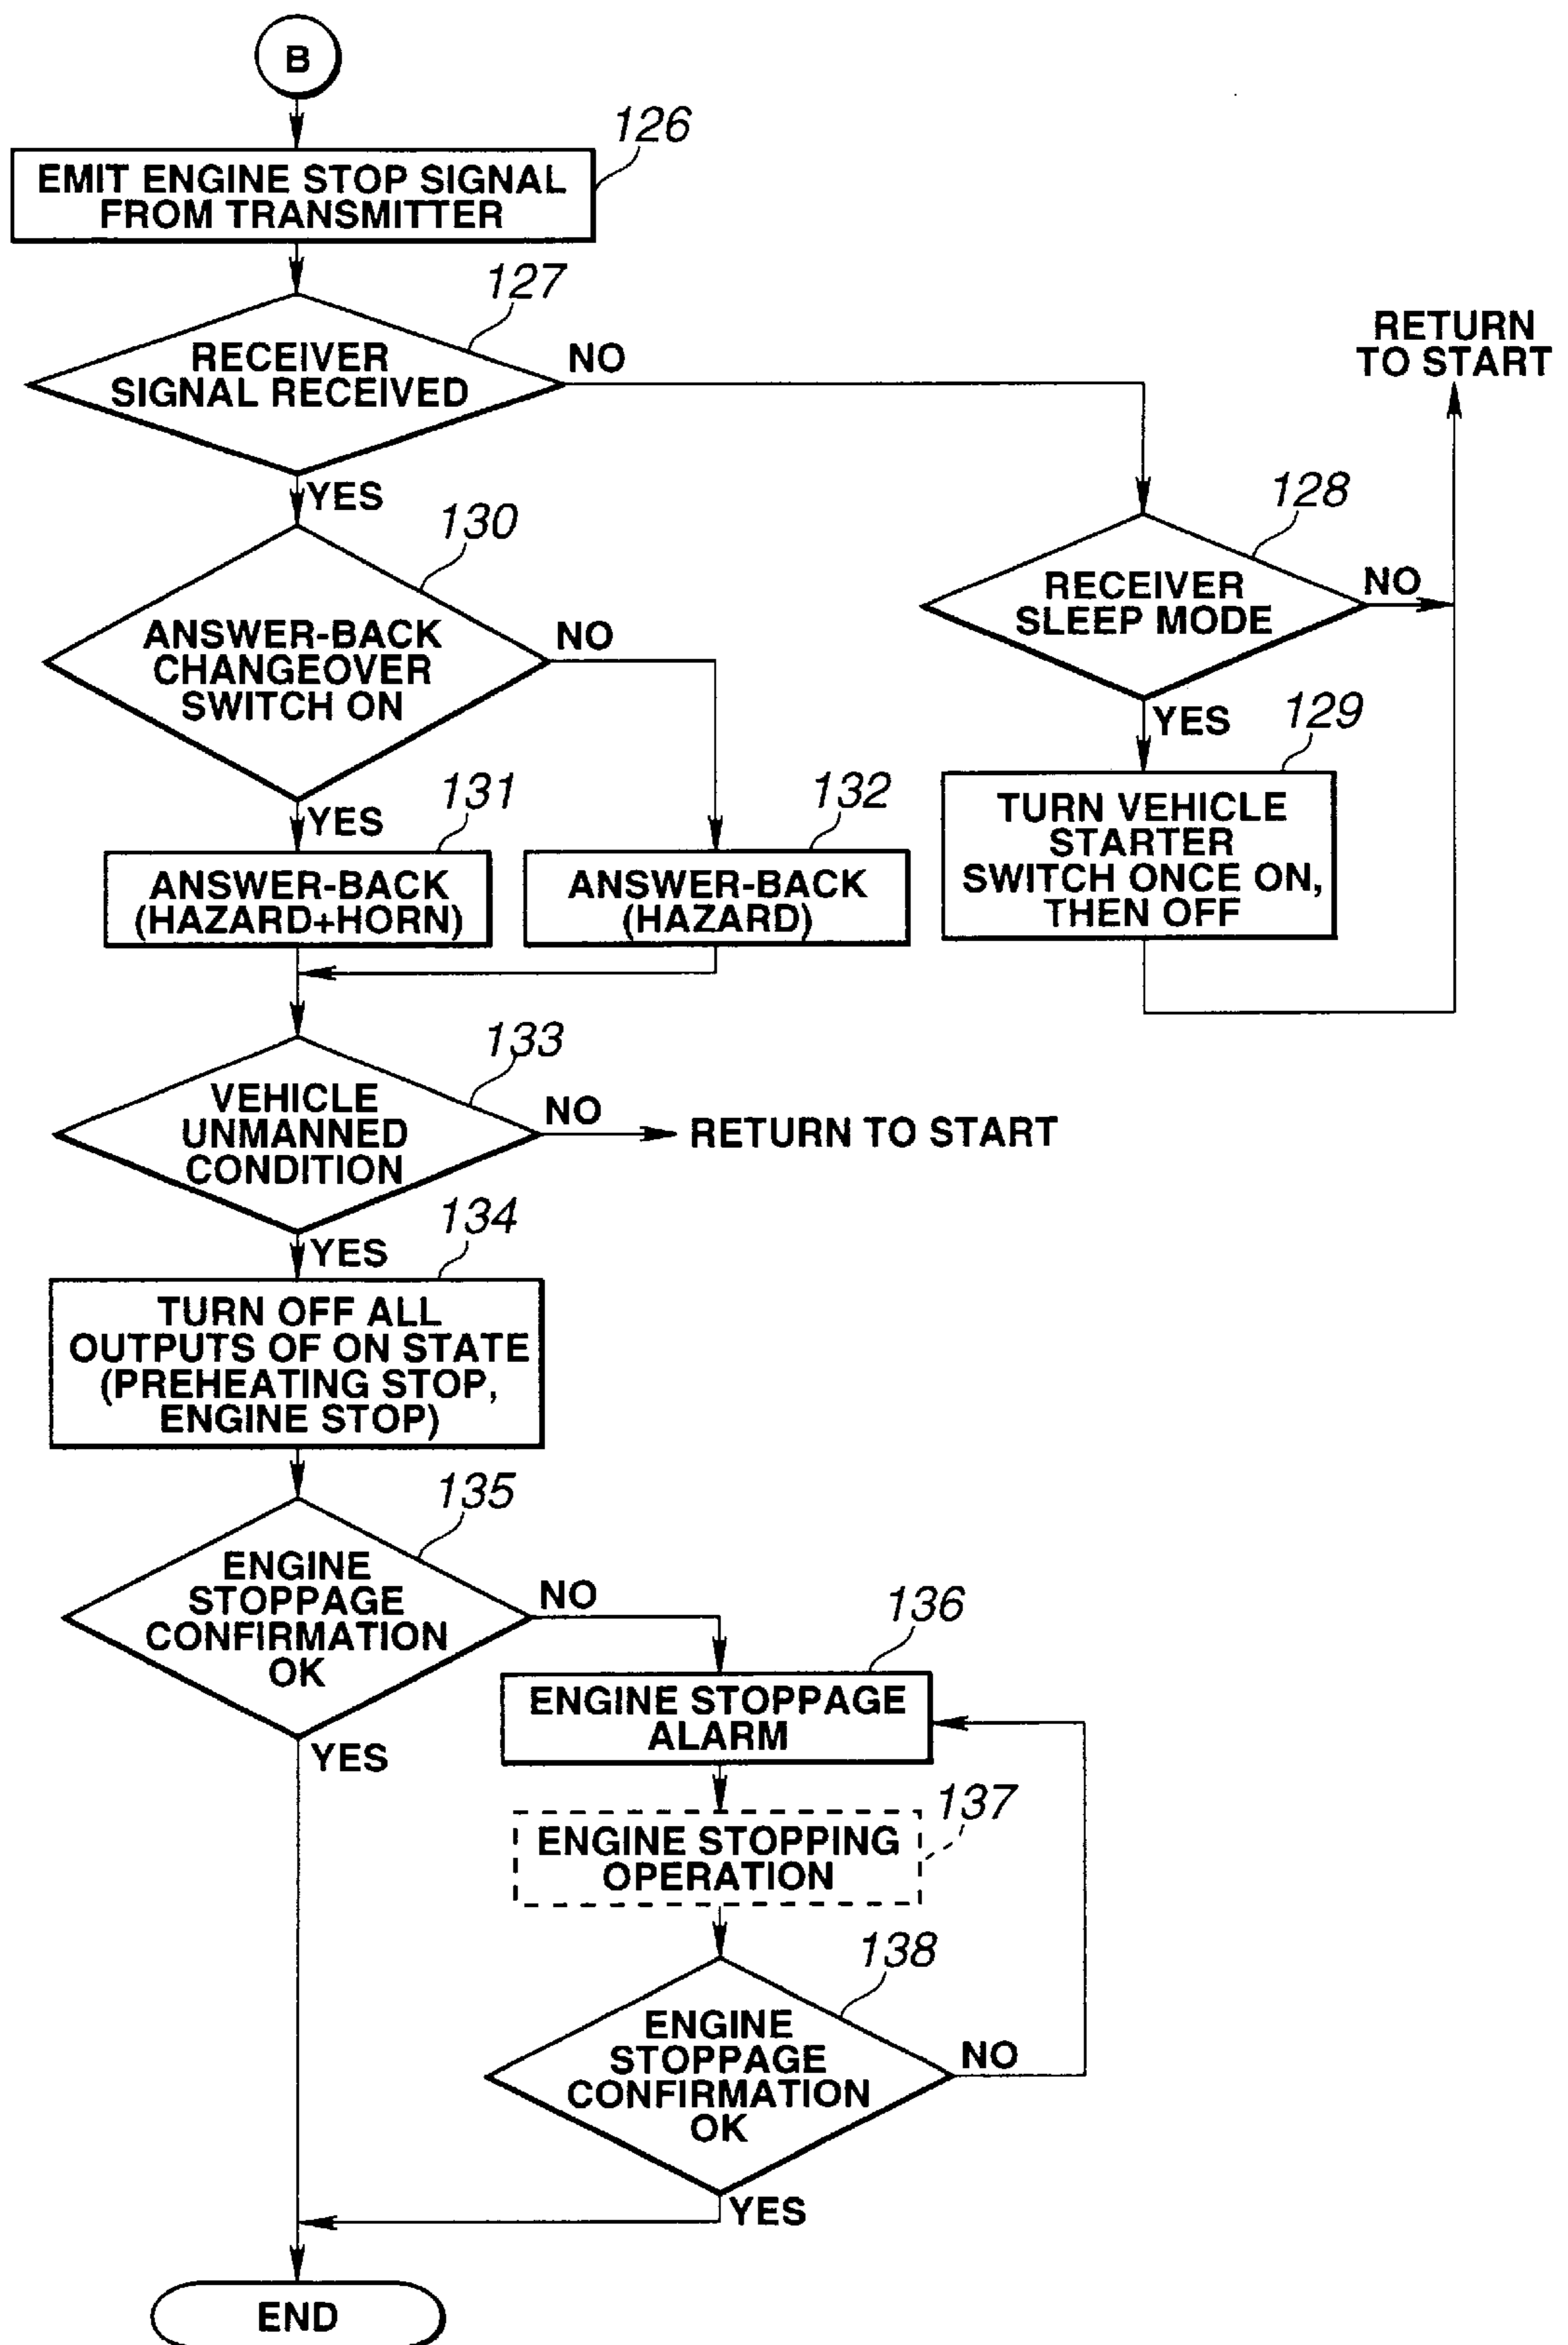 B
126
EMIT ENGINE STOP SIGNAL
FROM TRANSMITTER
127
RECEIVER
SIGNAL RECEIVED
NO
YES
RETURN
TO START
128
RECEIVER
SLEEP MODE
NO
YES
129
TURN VEHICLE
STARTER
SWITCH ONCE ON,
THEN OFF
130
ANSWER-BACK
CHANGEOVER
SWITCH ON
NO
YES
131
ANSWER-BACK
(HAZARD+HORN)
132
ANSWER-BACK
(HAZARD)
133
VEHICLE
UNMANNED
CONDITION
NO
RETURN TO START
YES
134
TURN OFF ALL
OUTPUTS OF ON STATE
(PREHEATING STOP,
ENGINE STOP)
135
ENGINE
STOPPAGE
CONFIRMATION
OK
NO
YES
136
ENGINE STOPPAGE
ALARM
137
ENGINE STOPPING
OPERATION
138
ENGINE
STOPPAGE
CONFIRMATION
OK
NO
YES
END